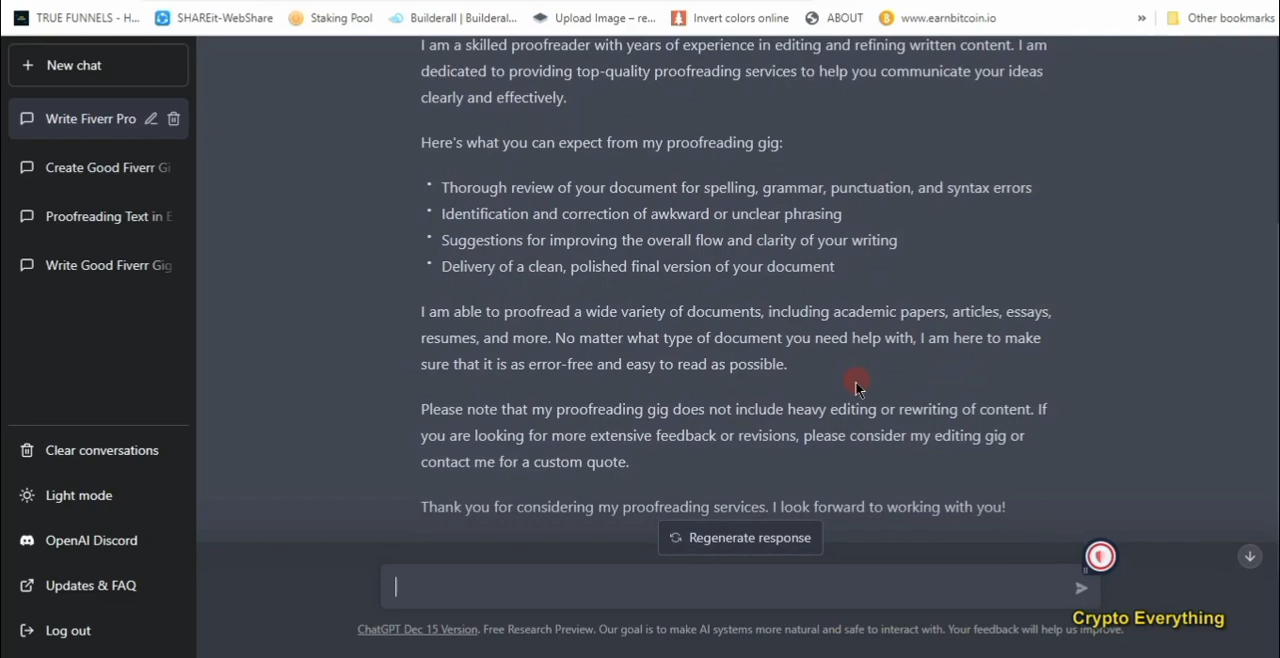 TRUE FUNNELS - H...
SHAREit-WebShare
Staking Pool
Builderall | Builderal...
Upload Image – re...
Invert colors online
ABOUT
www.earnbitcoin.io
»
Other bookmarks
+ New chat
Write Fiverr Pro
Create Good Fiverr Gi
Proofreading Text in E
Write Good Fiverr Gig
Clear conversations
Light mode
OpenAI Discord
Updates & FAQ
Log out
I am a skilled proofreader with years of experience in editing and refining written content. I am
dedicated to providing top-quality proofreading services to help you communicate your ideas
clearly and effectively.
Here's what you can expect from my proofreading gig:
• Thorough review of your document for spelling, grammar, punctuation, and syntax errors
• Identification and correction of awkward or unclear phrasing
• Suggestions for improving the overall flow and clarity of your writing
• Delivery of a clean, polished final version of your document
I am able to proofread a wide variety of documents, including academic papers, articles, essays,
resumes, and more. No matter what type of document you need help with, I am here to make
sure that it is as error-free and easy to read as possible.
Please note that my proofreading gig does not include heavy editing or rewriting of content. If
you are looking for more extensive feedback or revisions, please consider my editing gig or
contact me for a custom quote.
Thank you for considering my proofreading services. I look forward to working with you!
Regenerate response
Crypto Everything
ChatGPT Dec 15 Version. Free Research Preview. Our goal is to make AI systems more natural and safe to interact with. Your feedback will help us improve.